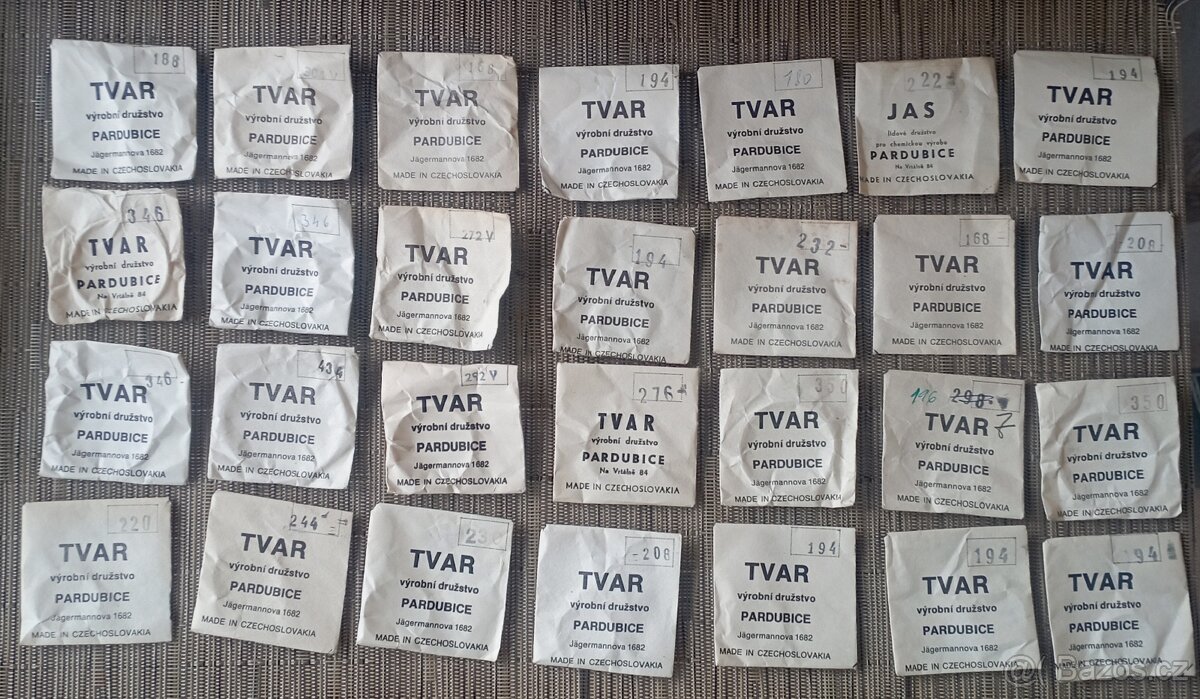 188
TVAR
výrobní družstvo
PARDUBICE
Jägermannova 1682
MADE IN CZECHOSLOVAKIA
TVAR
výrobní družstvo
PARDUBICE
Jägermannova 1682
MADE IN CZECHOSLOVAKIA
168
TVAR
výrobní družstvo
PARDUBICE
Jägermannova 1682
MADE IN CZECHOSLOVAKIA
194
TVAR
výrobní družstvo
PARDUBICE
Jägermannova 1682
MADE IN CZECHOSLOVAKIA
180
TVAR
výrobní družstvo
PARDUBICE
Jägermannova 1682
MADE IN CZECHOSLOVAKIA
222
JAS
lidové družstvo
pro chemickou výrobu
PARDUBICE
Na Vrtálně 84
MADE IN CZECHOSLOVAKIA
194
TVAR
výrobní družstvo
PARDUBICE
Jägermannova 1682
MADE IN CZECHOSLOVAKIA
346
TVAR
výrobní družstvo
PARDUBICE
Na Vrtálně 84
MADE IN CZECHOSLOVAKIA
346
TVAR
výrobní družstvo
PARDUBICE
Jägermannova 1682
MADE IN CZECHOSLOVAKIA
272 V
TVAR
výrobní družstvo
PARDUBICE
Jägermannova 1682
MADE IN CZECHOSLOVAKIA
194-
TVAR
výrobní družstvo
PARDUBICE
Jägermannova 1682
MADE IN CZECHOSLOVAKIA
232-
TVAR
výrobní družstvo
PARDUBICE
Jägermannova 1682
MADE IN CZECHOSLOVAKIA
168-
TVAR
výrobní družstvo
PARDUBICE
Jägermannova 1682
MADE IN CZECHOSLOVAKIA
-208
TVAR
výrobní družstvo
PARDUBICE
Jägermannova 1682
MADE IN CZECHOSLOVAKIA
346-
TVAR
výrobní družstvo
PARDUBICE
Jägermannova 1682
MADE IN CZECHOSLOVAKIA
434
TVAR
výrobní družstvo
PARDUBICE
Jägermannova 1682
MADE IN CZECHOSLOVAKIA
292 V
TVAR
výrobní družstvo
PARDUBICE
Jägermannova 1682
MADE IN CZECHOSLOVAKIA
276-
TVAR
výrobní družstvo
PARDUBICE
Na Vrtálně 84
MADE IN CZECHOSLOVAKIA
350
TVAR
výrobní družstvo
PARDUBICE
Jägermannova 1682
MADE IN CZECHOSLOVAKIA
196 298
TVAR 7
výrobní družstvo
PARDUBICE
Jägermannova 1682
MADE IN CZECHOSLOVAKIA
350
TVAR
výrobní družstvo
PARDUBICE
Jägermannova 1682
MADE IN CZECHOSLOVAKIA
-220
TVAR
výrobní družstvo
PARDUBICE
Jägermannova 1682
MADE IN CZECHOSLOVAKIA
244
TVAR
výrobní družstvo
PARDUBICE
Jägermannova 1682
MADE IN CZECHOSLOVAKIA
TVAR
výrobní družstvo
PARDUBICE
Jägermannova 1682
MADE IN CZECHOSLOVAKIA
-208
TVAR
výrobní družstvo
PARDUBICE
Jägermannova 1682
MADE IN CZECHOSLOVAKIA
194
TVAR
výrobní družstvo
PARDUBICE
Jägermannova 1682
MADE IN CZECHOSLOVAKIA
194
TVAR
výrobní družstvo
PARDUBICE
Jägermannova 1682
MADE IN CZECHOSLOVAKIA
194
TVAR
výrobní družstvo
PARDUBICE
Jägermannova 1682
MADE IN CZECHOSLOVAKIA
@ Bazos.cz